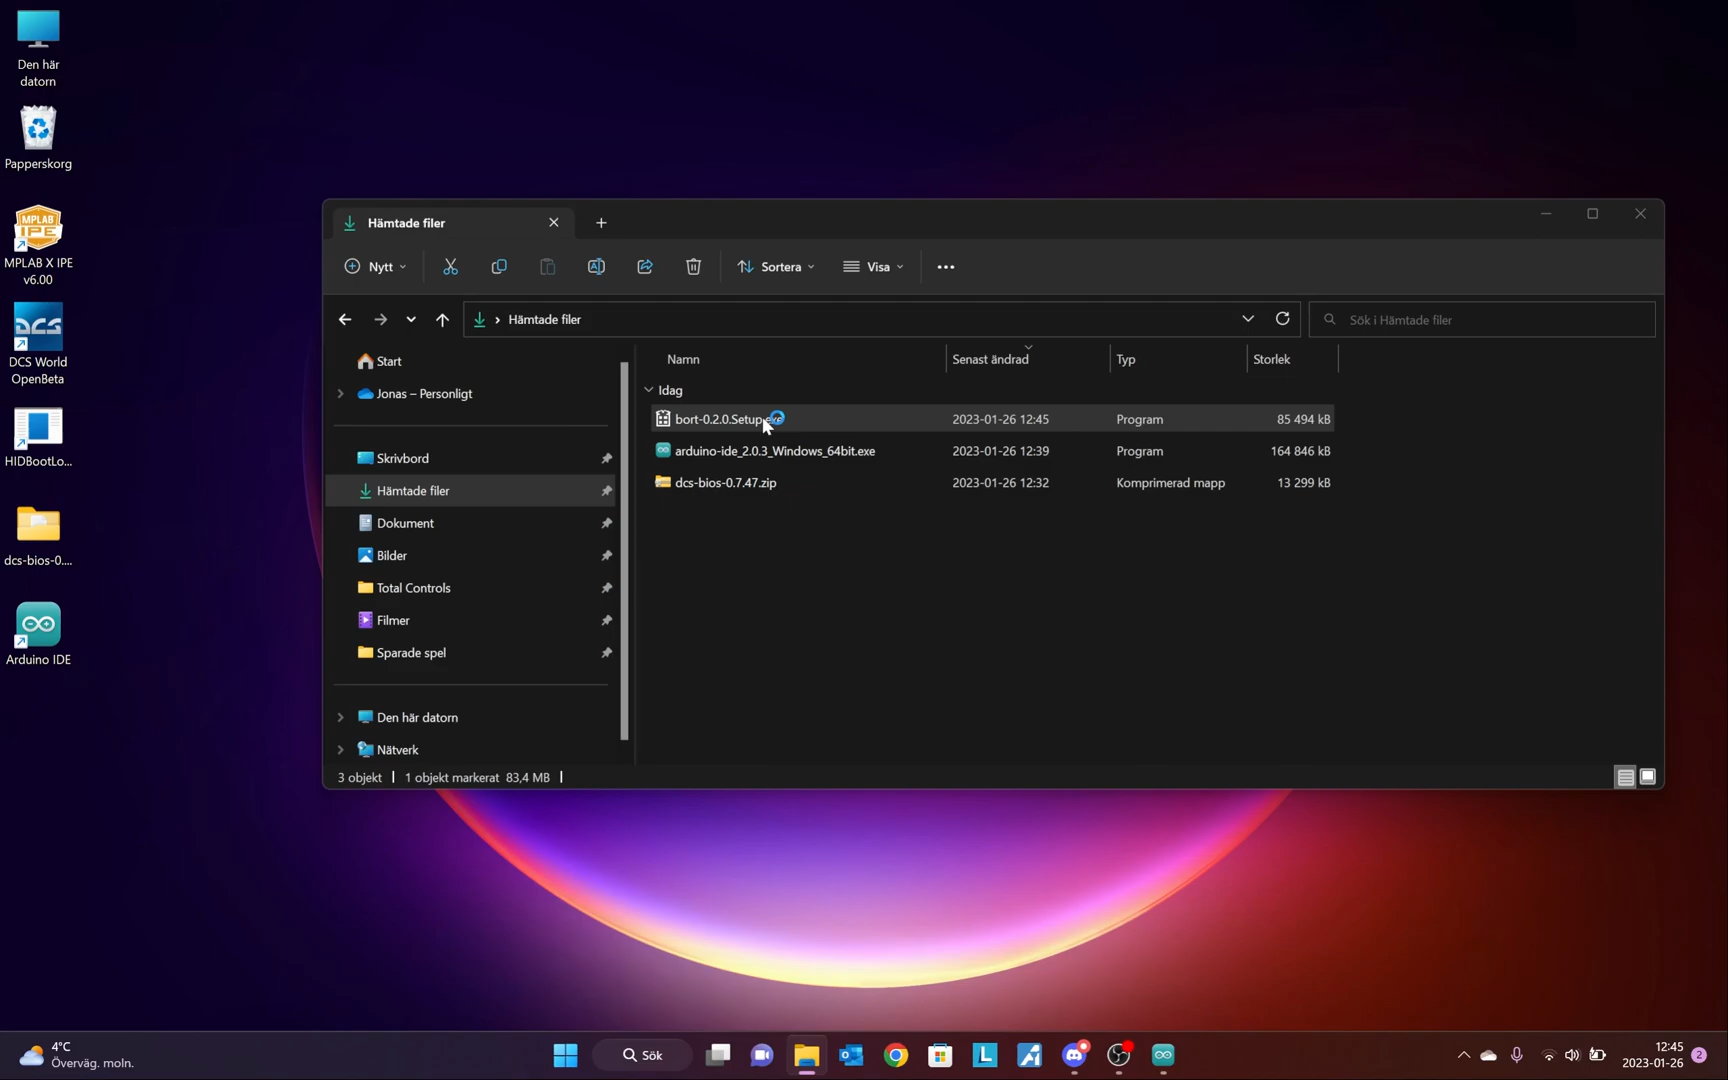 Den här
datorn
Papperskorg
MPLAB
IPE
MPLAB X IPE
v6.00
DCS
DCS World
OpenBeta
HIDBootLo...
dcs-bios-0....
Arduino IDE
Hämtade filer
Nytt
Sortera
Visa
Hämtade filer
Sök i Hämtade filer
Start
Jonas – Personligt
Skrivbord
Hämtade filer
Dokument
Bilder
Total Controls
Filmer
Sparade spel
Den här datorn
Nätverk
Namn Senast ändrad Typ Storlek
Idag
bort-0.2.0.Setup.exe 2023-01-26 12:45 Program 85 494 kB
arduino-ide_2.0.3_Windows_64bit.exe 2023-01-26 12:39 Program 164 846 kB
dcs-bios-0.7.47.zip 2023-01-26 12:32 Komprimerad mapp 13 299 kB
3 objekt 1 objekt markerat 83,4 MB
4°C
Överväg. moln.
Sök
L
12:45
2023-01-26
2